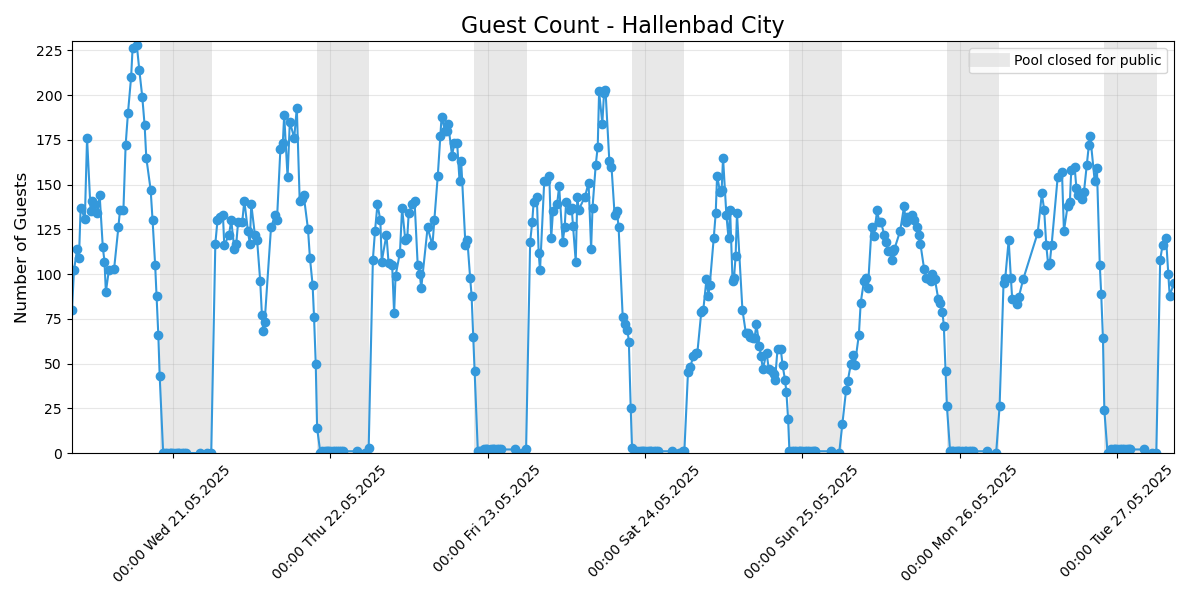 Guest Count - Hallenbad City
Number of Guests
225
200
175
150
125
100
75
50
25
0
Pool closed for public
00:00 Wed 21.05.2025
00:00 Thu 22.05.2025
00:00 Fri 23.05.2025
00:00 Sat 24.05.2025
00:00 Sun 25.05.2025
00:00 Mon 26.05.2025
00:00 Tue 27.05.2025